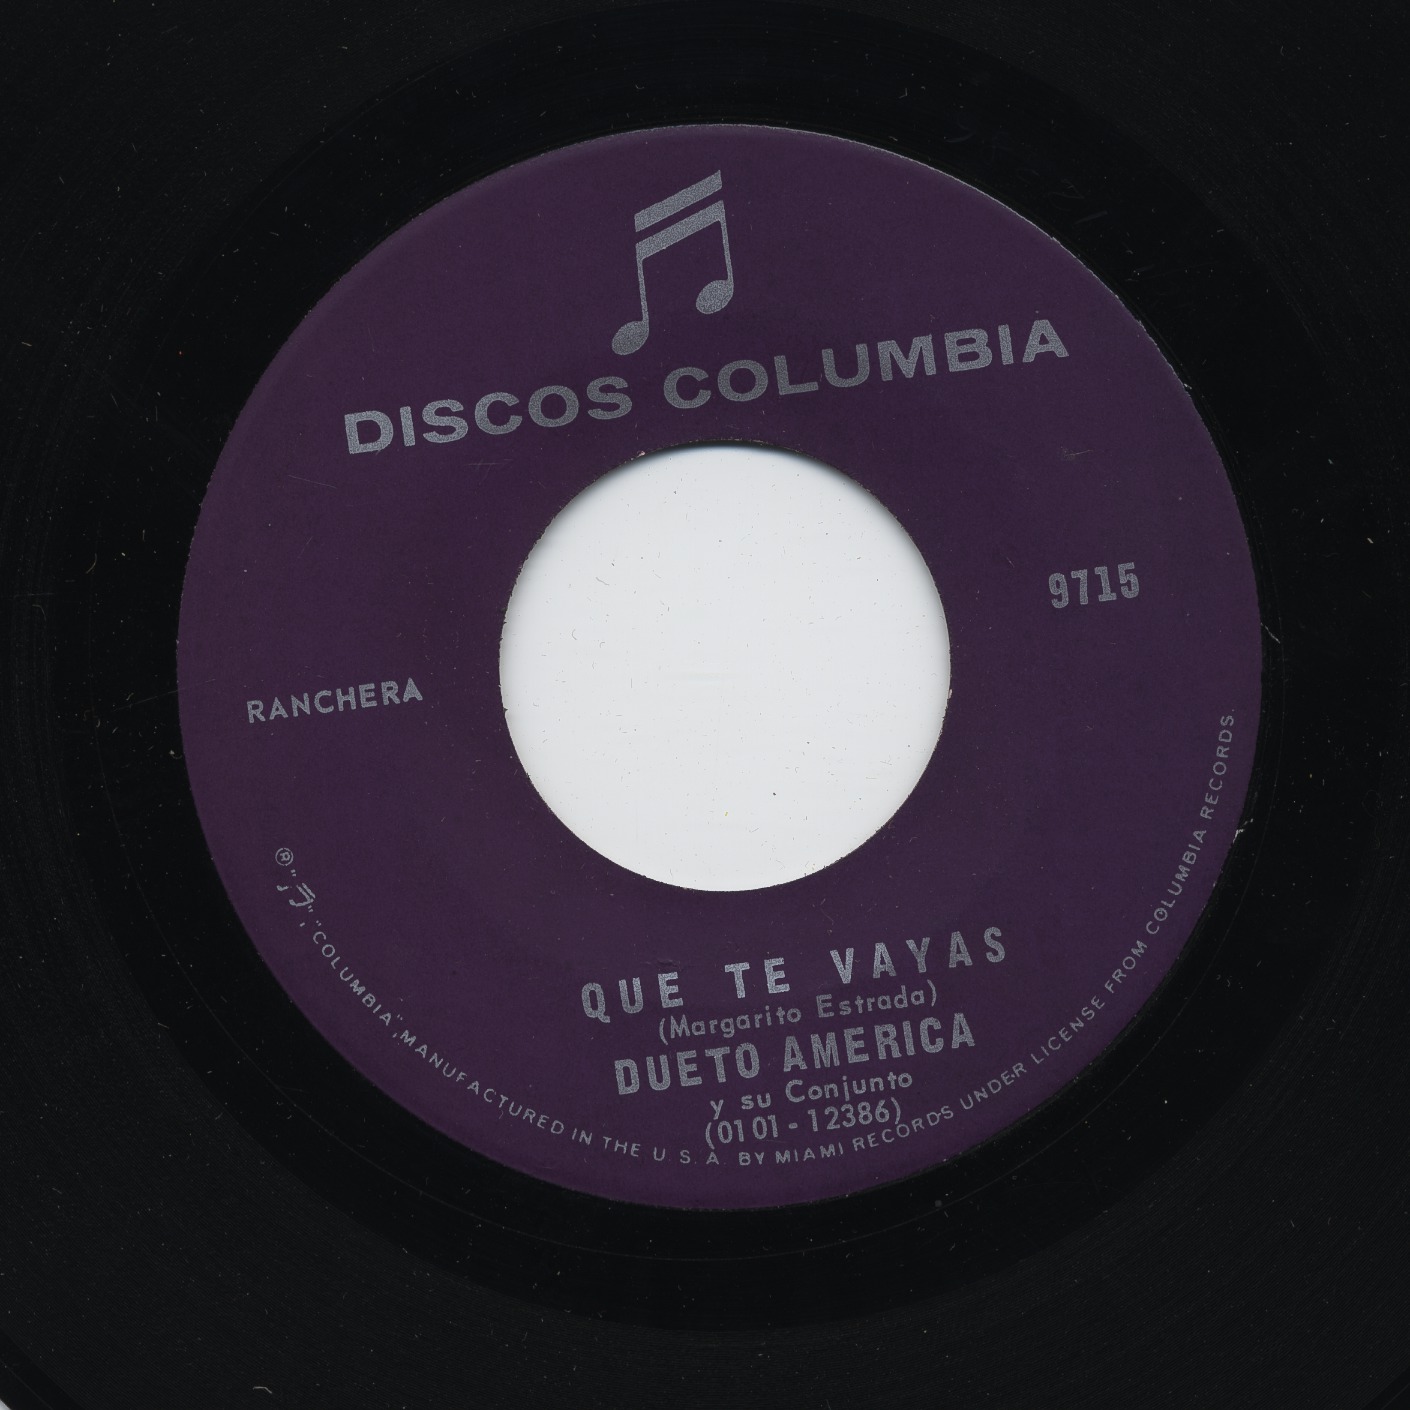 DISCOS COLUMBIA
9715
RANCHERA
QUE TE VAYAS
(Margarito Estrada)
DUETO AMERICA
y su Conjunto
(0101-12386)
® "♫", "COLUMBIA", MANUFACTURED IN THE U.S.A. BY MIAMI RECORDS UNDER LICENSE FROM COLUMBIA RECORDS.